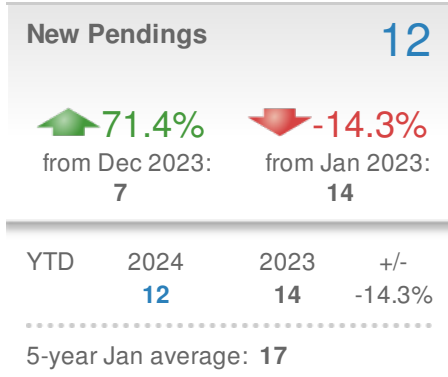 New Pendings 12
71.4% -14.3%
from Dec 2023: from Jan 2023:
7 14
YTD 2024 2023 +/-
12 14 -14.3%
5-year Jan average: 17